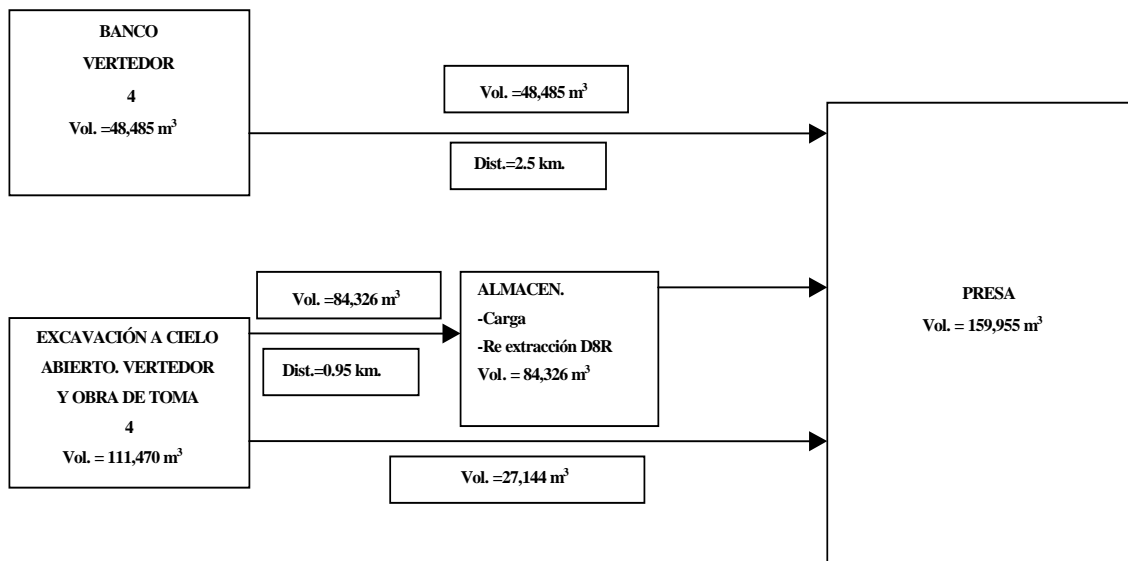 BANCO
VERTEDOR
4
Vol. =48,485 m³
Vol. =48,485 m³
Dist.=2.5 km.
EXCAVACIÓN A CIELO
ABIERTO. VERTEDOR
Y OBRA DE TOMA
4
Vol. = 111,470 m³
Vol. =84,326 m³
Dist.=0.95 km.
ALMACEN.
-Carga
-Re extracción D8R
Vol. = 84,326 m³
Vol. =27,144 m³
PRESA
Vol. = 159,955 m³